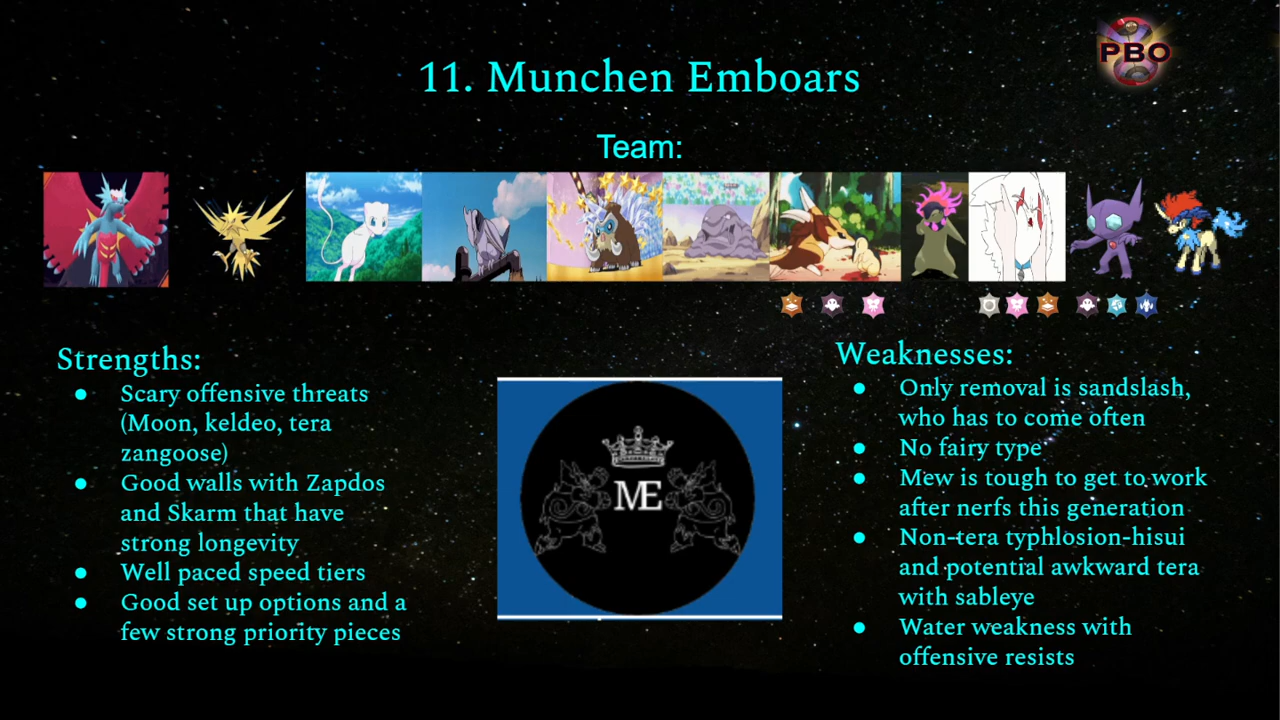 PBO
11. Munchen Emboars
Team:
Strengths:
● Scary offensive threats
(Moon, keldeo, tera
zangoose)
● Good walls with Zapdos
and Skarm that have
strong longevity
● Well paced speed tiers
● Good set up options and a
few strong priority pieces
ME
Weaknesses:
● Only removal is sandslash,
who has to come often
● No fairy type
● Mew is tough to get to work
after nerfs this generation
● Non-tera typhlosion-hisui
and potential awkward tera
with sableye
● Water weakness with
offensive resists